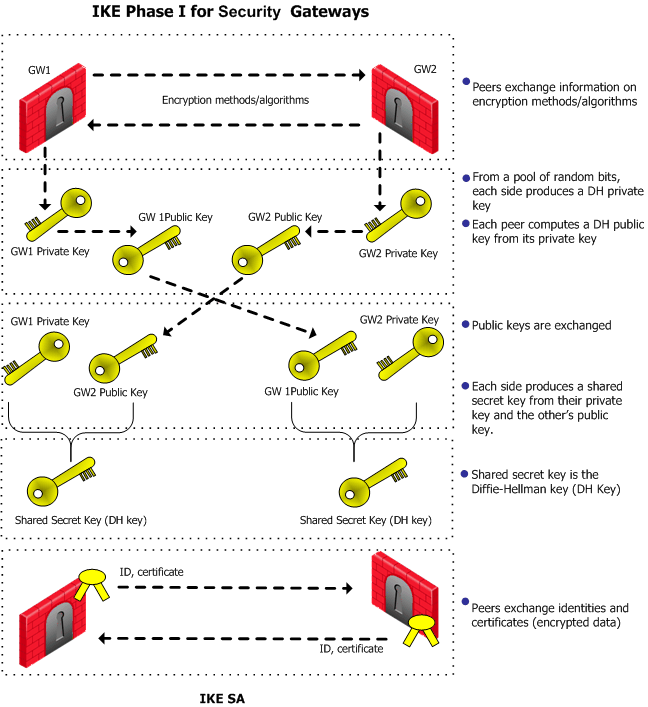 IKE Phase I for Security Gateways
GW1
GW2
Encryption methods/algorithms
Peers exchange information on
encryption methods/algorithms
From a pool of random bits,
each side produces a DH private
key
Each peer computes a DH public
key from its private key
GW 1Public Key
GW2 Public Key
GW1 Private Key
GW2 Private Key
GW1 Private Key
GW2 Private Key
Public keys are exchanged
GW2 Public Key
GW 1Public Key
Each side produces a shared
secret key from their private
key and the other's public
key.
Shared secret key is the
Diffie-Hellman key (DH Key)
Shared Secret Key (DH key)
Shared Secret Key (DH key)
ID, certificate
Peers exchange identities and
certificates (encrypted data)
ID, certificate
IKE SA